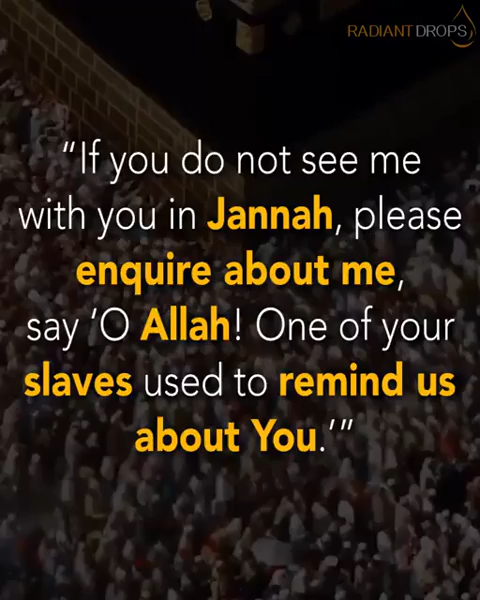 RADIANT DROPS
“If you do not see me
with you in Jannah, please
enquire about me,
say ‘O Allah! One of your
slaves used to remind us
about You.’”